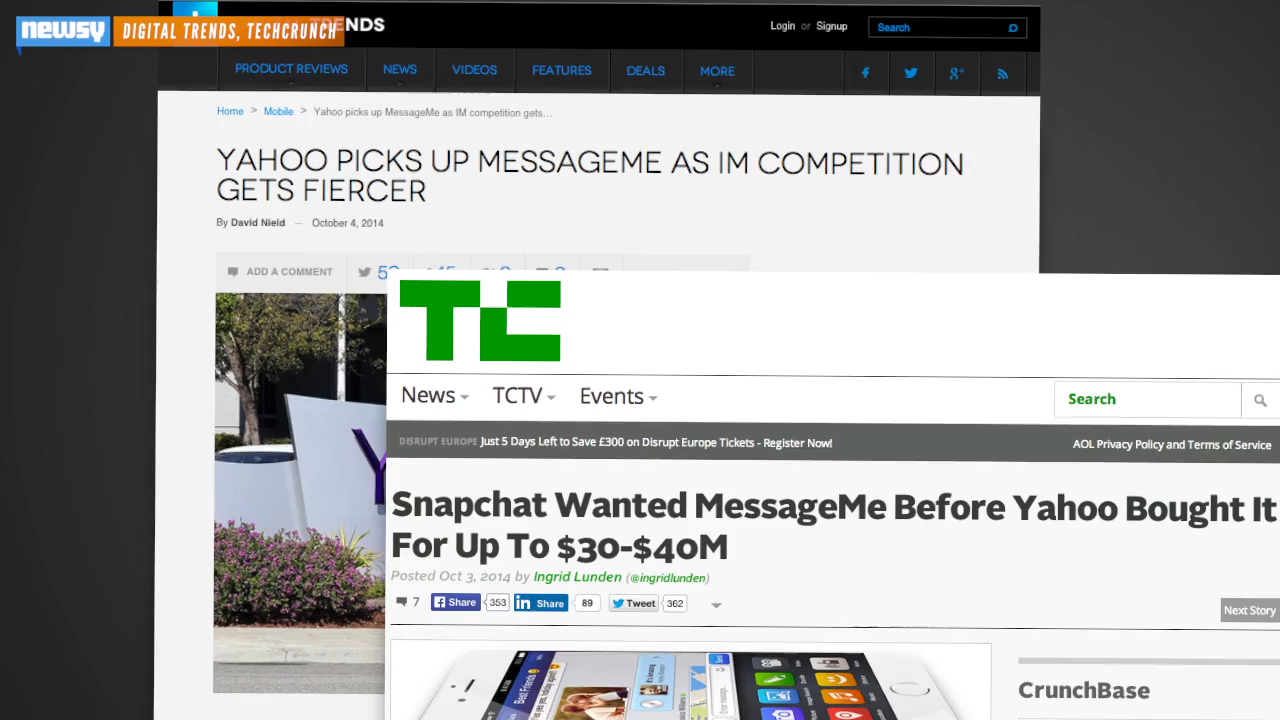 newsy DIGITAL TRENDS, TECHCRUNCH
Login or Signup
Search
PRODUCT REVIEWS NEWS VIDEOS FEATURES DEALS MORE
Home > Mobile > Yahoo picks up MessageMe as IM competition gets...
YAHOO PICKS UP MESSAGEME AS IM COMPETITION
GETS FIERCER
By David Nield — October 4, 2014
ADD A COMMENT
TC
News TCTV Events
Search
DISRUPT EUROPE Just 5 Days Left to Save £300 on Disrupt Europe Tickets - Register Now!
AOL Privacy Policy and Terms of Service
Snapchat Wanted MessageMe Before Yahoo Bought It
For Up To $30-$40M
Posted Oct 3, 2014 by Ingrid Lunden (@ingridlunden)
7 Share 353 Share 89 Tweet 362
Next Story
Best Friends
CrunchBase